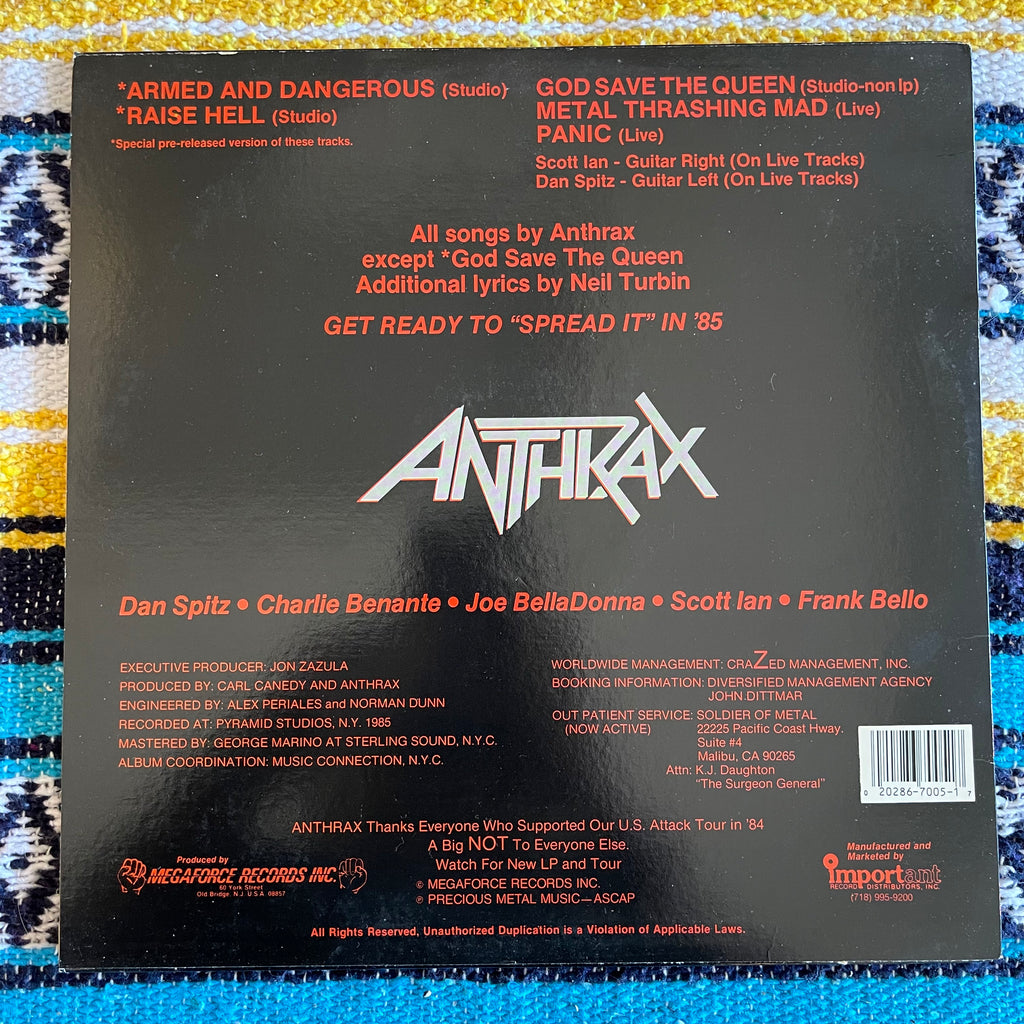 *ARMED AND DANGEROUS (Studio)
*RAISE HELL (Studio)
*Special pre-released version of these tracks.
GOD SAVE THE QUEEN (Studio-non lp)
METAL THRASHING MAD (Live)
PANIC (Live)
Scott Ian - Guitar Right (On Live Tracks)
Dan Spitz - Guitar Left (On Live Tracks)
All songs by Anthrax
except *God Save The Queen
Additional lyrics by Neil Turbin
GET READY TO “SPREAD IT” IN ’85
ANTHRAX
Dan Spitz • Charlie Benante • Joe BellaDonna • Scott Ian • Frank Bello
EXECUTIVE PRODUCER: JON ZAZULA
PRODUCED BY: CARL CANEDY AND ANTHRAX
ENGINEERED BY: ALEX PERIALES and NORMAN DUNN
RECORDED AT: PYRAMID STUDIOS, N.Y. 1985
MASTERED BY: GEORGE MARINO AT STERLING SOUND, N.Y.C.
ALBUM COORDINATION: MUSIC CONNECTION, N.Y.C.
WORLDWIDE MANAGEMENT: CRAZED MANAGEMENT, INC.
BOOKING INFORMATION: DIVERSIFIED MANAGEMENT AGENCY
JOHN DITTMAR
OUT PATIENT SERVICE: SOLDIER OF METAL
(NOW ACTIVE) 22225 Pacific Coast Hwy.
Suite #4
Malibu, CA 90265
Attn: K.J. Daughton
“The Surgeon General”
0 20286-7005-1 7
ANTHRAX Thanks Everyone Who Supported Our U.S. Attack Tour in ’84
A Big NOT To Everyone Else.
Watch For New LP and Tour
© MEGAFORCE RECORDS INC.
℗ PRECIOUS METAL MUSIC—ASCAP
Produced by
MEGAFORCE RECORDS INC.
60 York Street
Old Bridge, N.J. U.S.A. 08857
Manufactured and
Marketed by
important
RECORD DISTRIBUTORS, INC.
(718) 995-9200
All Rights Reserved, Unauthorized Duplication is a Violation of Applicable Laws.